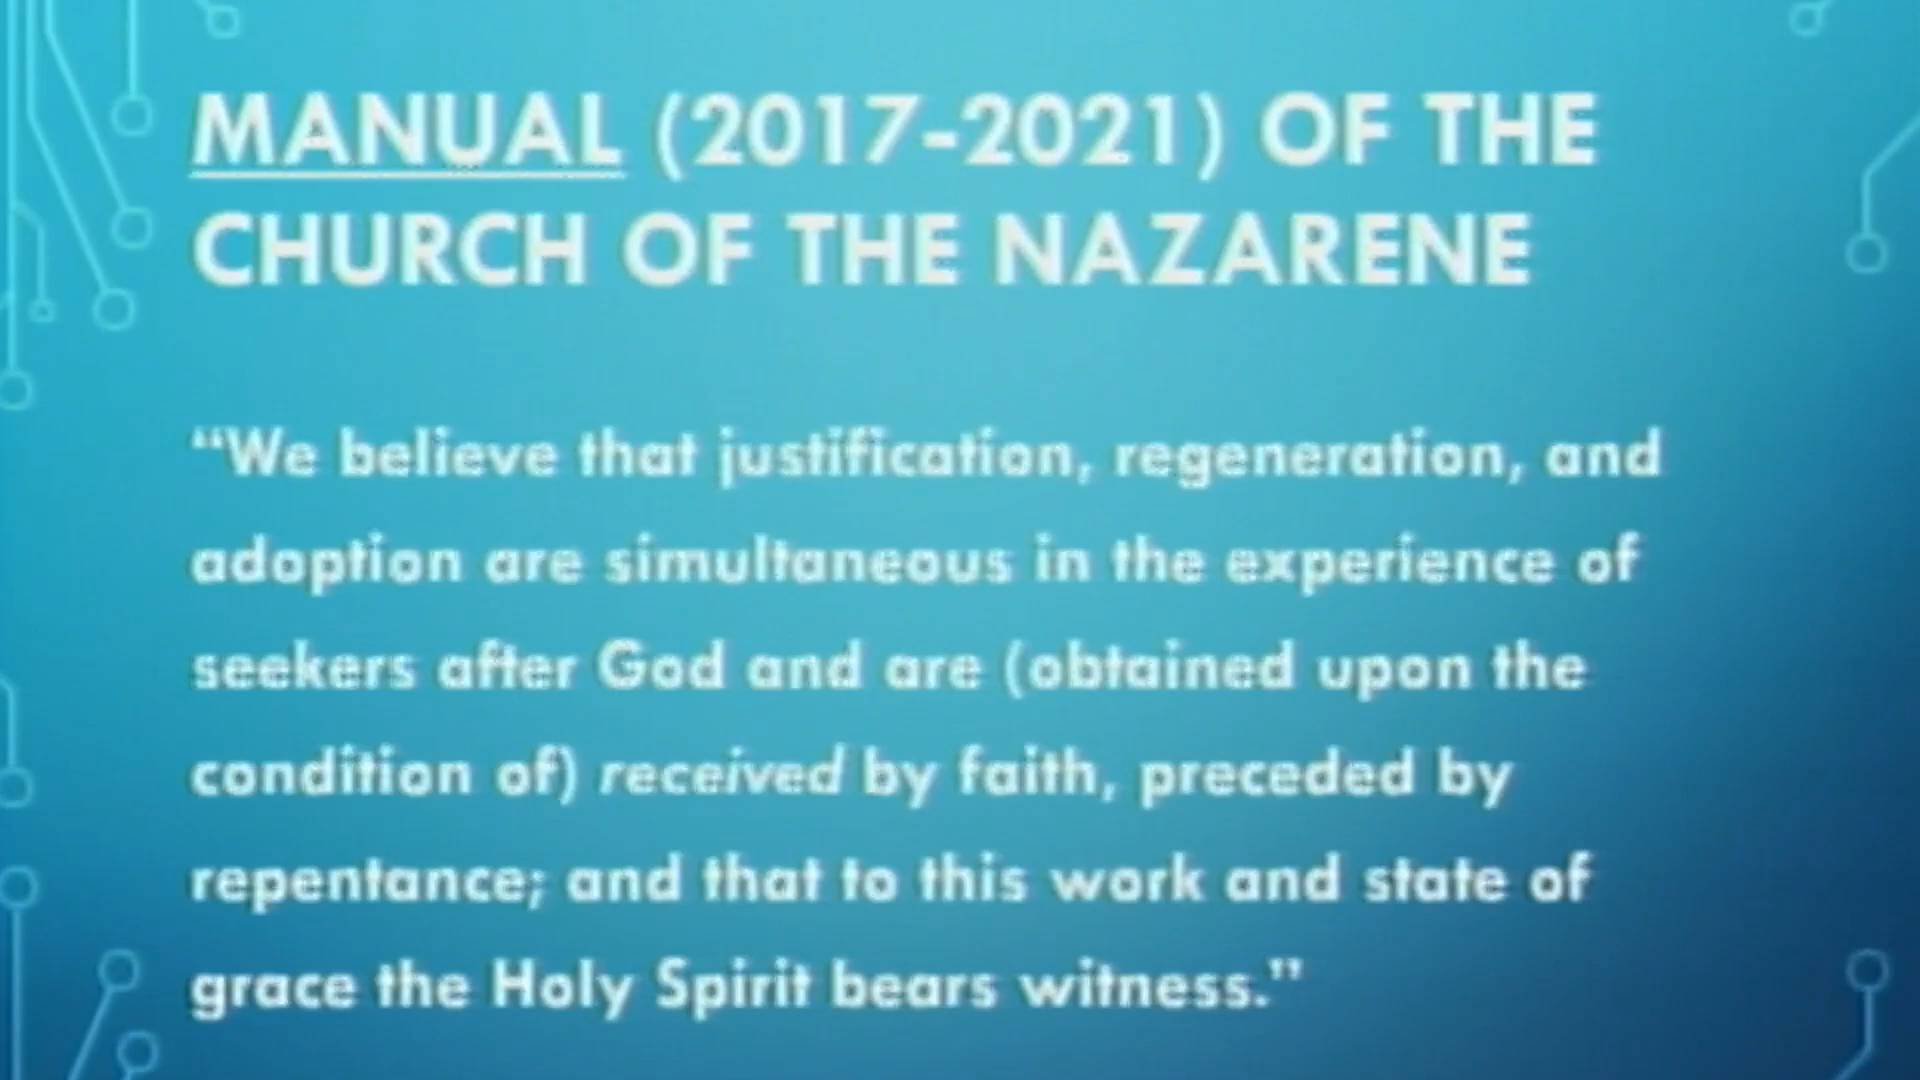 MANUAL (2017-2021) OF THE
CHURCH OF THE NAZARENE
“We believe that justification, regeneration, and
adoption are simultaneous in the experience of
seekers after God and are (obtained upon the
condition of) received by faith, preceded by
repentance; and that to this work and state of
grace the Holy Spirit bears witness.”